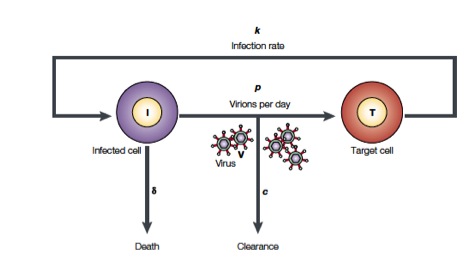 k
Infection rate
p
I
Virions per day
T
Infected cell
V
Virus
Target cell
δ
c
Death
Clearance